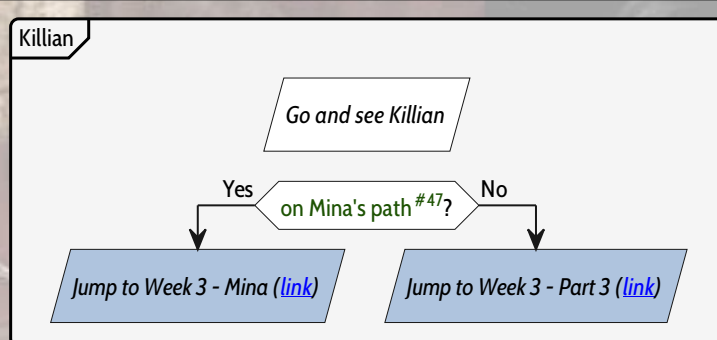 Killian
Go and see Killian
Yes
on Mina's path #47?
No
Jump to Week 3 - Mina (link)
Jump to Week 3 - Part 3 (link)